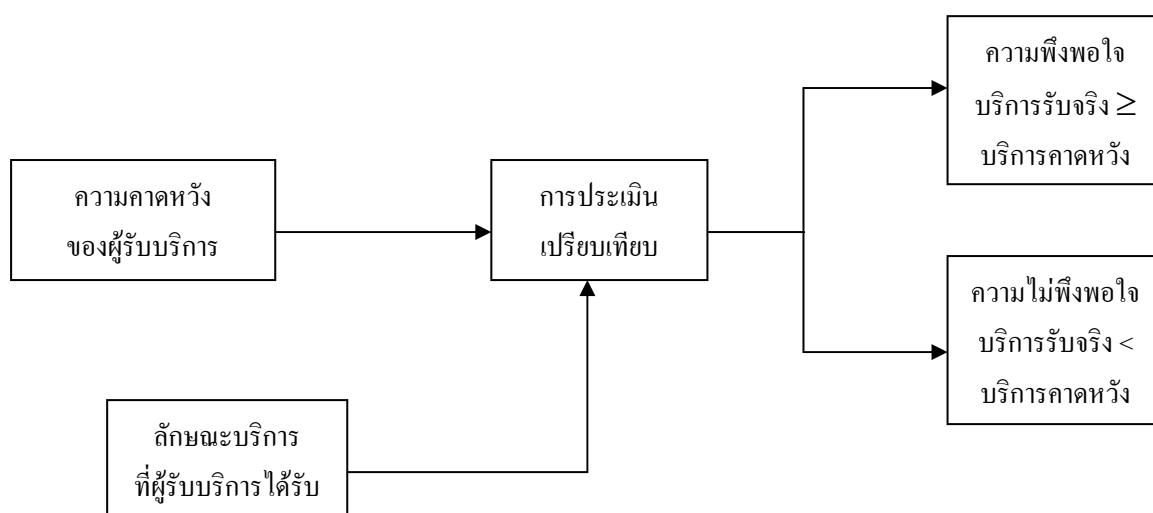 ความพึงพอใจ
บริการรับจริง ≥
บริการคาดหวัง
ความคาดหวัง
ของผู้รับบริการ
การประเมิน
เปรียบเทียบ
ความไม่พึงพอใจ
บริการรับจริง <
บริการคาดหวัง
ลักษณะบริการ
ที่ผู้รับบริการได้รับ